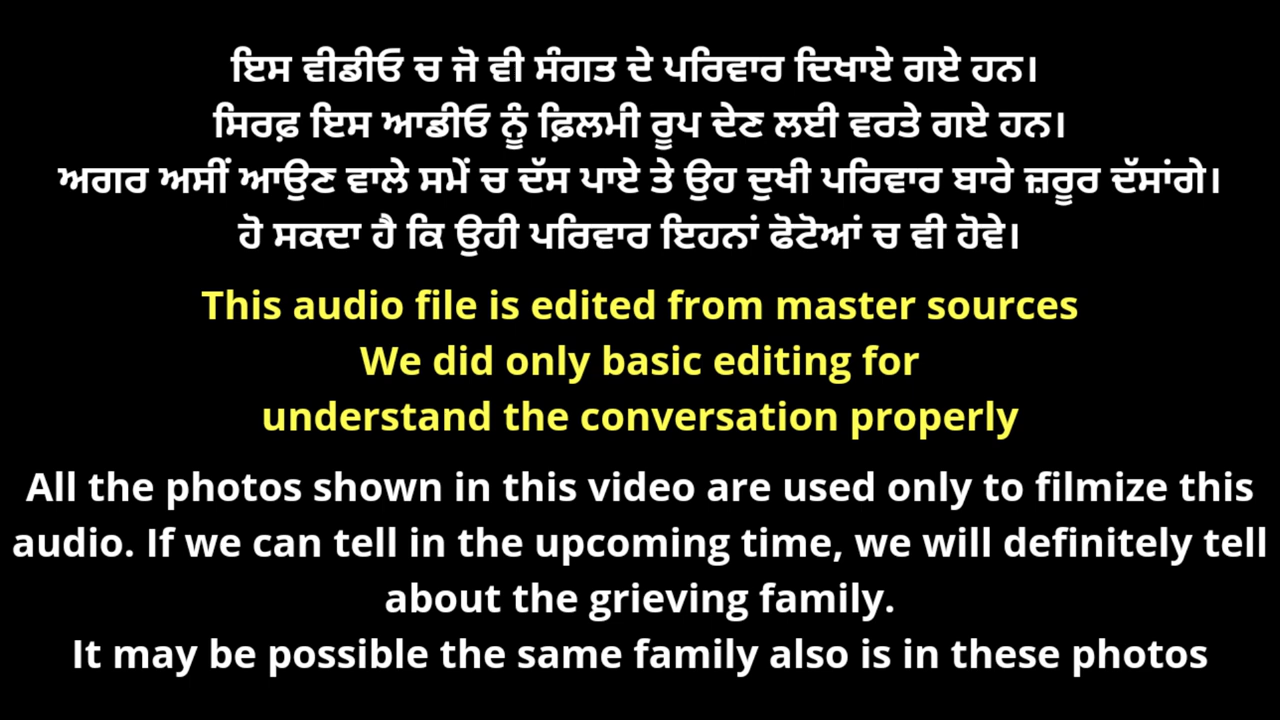 ਇਸ ਵੀਡੀਓ ਚ ਜੋ ਵੀ ਸੰਗਤ ਦੇ ਪਰਿਵਾਰ ਦਿਖਾਏ ਗਏ ਹਨ।
ਸਿਰਫ਼ ਇਸ ਆਡੀਓ ਨੂੰ ਫ਼ਿਲਮੀ ਰੂਪ ਦੇਣ ਲਈ ਵਰਤੇ ਗਏ ਹਨ।
ਅਗਰ ਅਸੀਂ ਆਉਣ ਵਾਲੇ ਸਮੇਂ ਚ ਦੱਸ ਪਾਏ ਤੇ ਉਹ ਦੁਖੀ ਪਰਿਵਾਰ ਬਾਰੇ ਜ਼ਰੂਰ ਦੱਸਾਂਗੇ।
ਹੋ ਸਕਦਾ ਹੈ ਕਿ ਉਹੀ ਪਰਿਵਾਰ ਇਹਨਾਂ ਫੋਟੋਆਂ ਚ ਵੀ ਹੋਵੇ।
This audio file is edited from master sources
We did only basic editing for
understand the conversation properly
All the photos shown in this video are used only to filmize this
audio. If we can tell in the upcoming time, we will definitely tell
about the grieving family.
It may be possible the same family also is in these photos